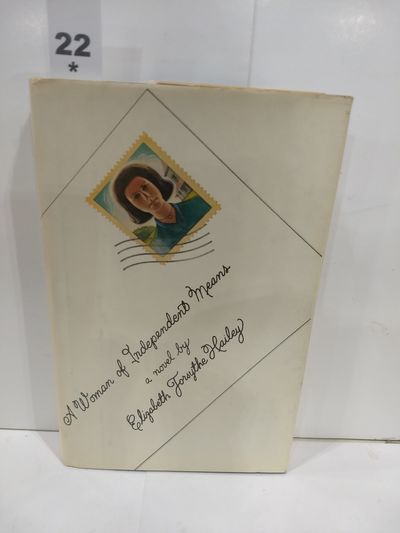 22
*
A Woman of Independent Means
a novel by
Elizabeth Forsythe Hailey